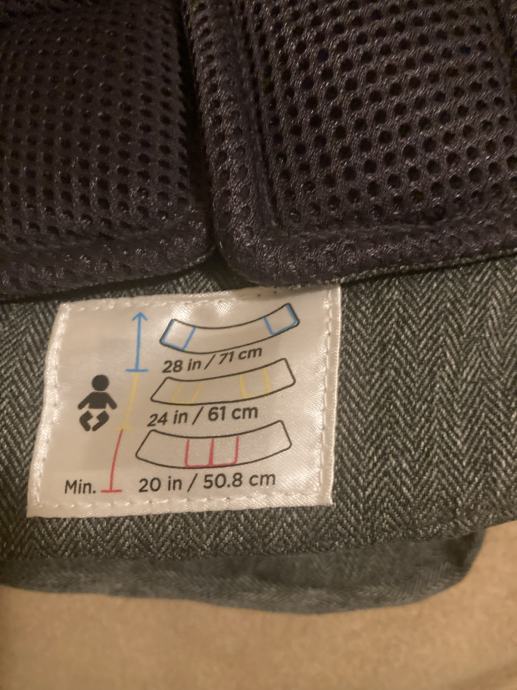 28 in / 71 cm
24 in / 61 cm
Min. 20 in / 50.8 cm